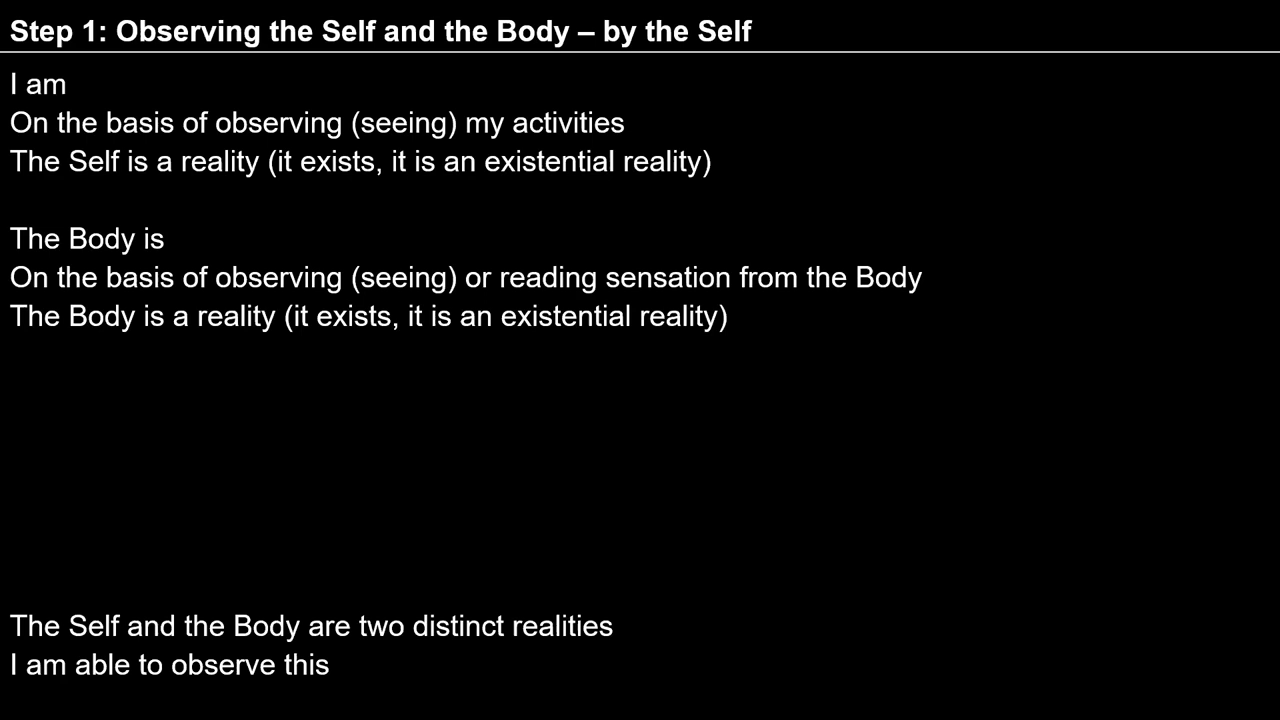 Step 1: Observing the Self and the Body – by the Self
I am
On the basis of observing (seeing) my activities
The Self is a reality (it exists, it is an existential reality)
The Body is
On the basis of observing (seeing) or reading sensation from the Body
The Body is a reality (it exists, it is an existential reality)
The Self and the Body are two distinct realities
I am able to observe this